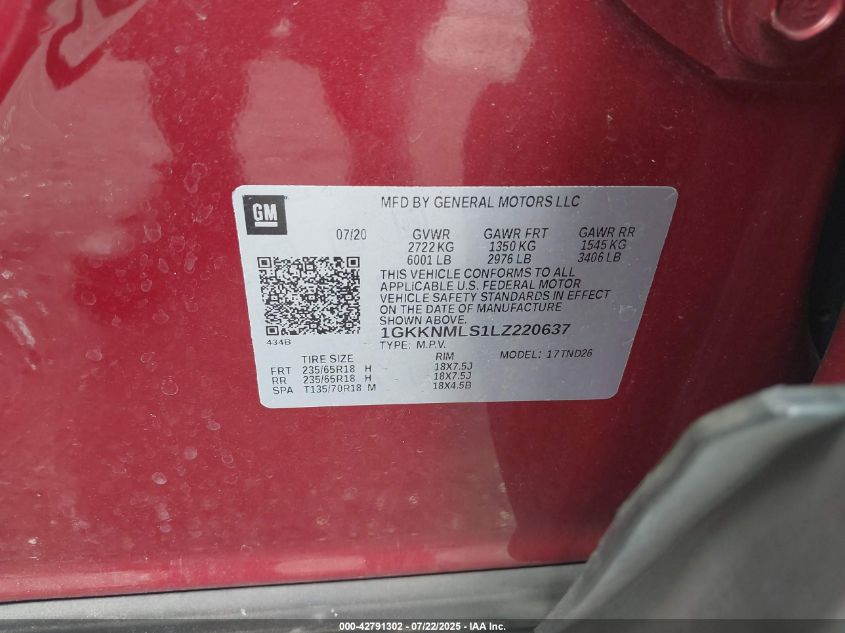 GM
MFD BY GENERAL MOTORS LLC
07/20 GVWR GAWR FRT GAWR RR
2722 KG 1350 KG 1545 KG
6001 LB 2976 LB 3406 LB
THIS VEHICLE CONFORMS TO ALL
APPLICABLE U.S. FEDERAL MOTOR
VEHICLE SAFETY STANDARDS IN EFFECT
ON THE DATE OF MANUFACTURE
SHOWN ABOVE.
1GKKNMLS1LZ220637
434B
TYPE: M.P.V. MODEL: 17TND26
TIRE SIZE RIM
FRT 235/65R18 H 18X7.5J
RR 235/65R18 H 18X7.5J
SPA T135/70R18 M 18X4.5B
000-42791302 - 07/22/2025 - IAA Inc.